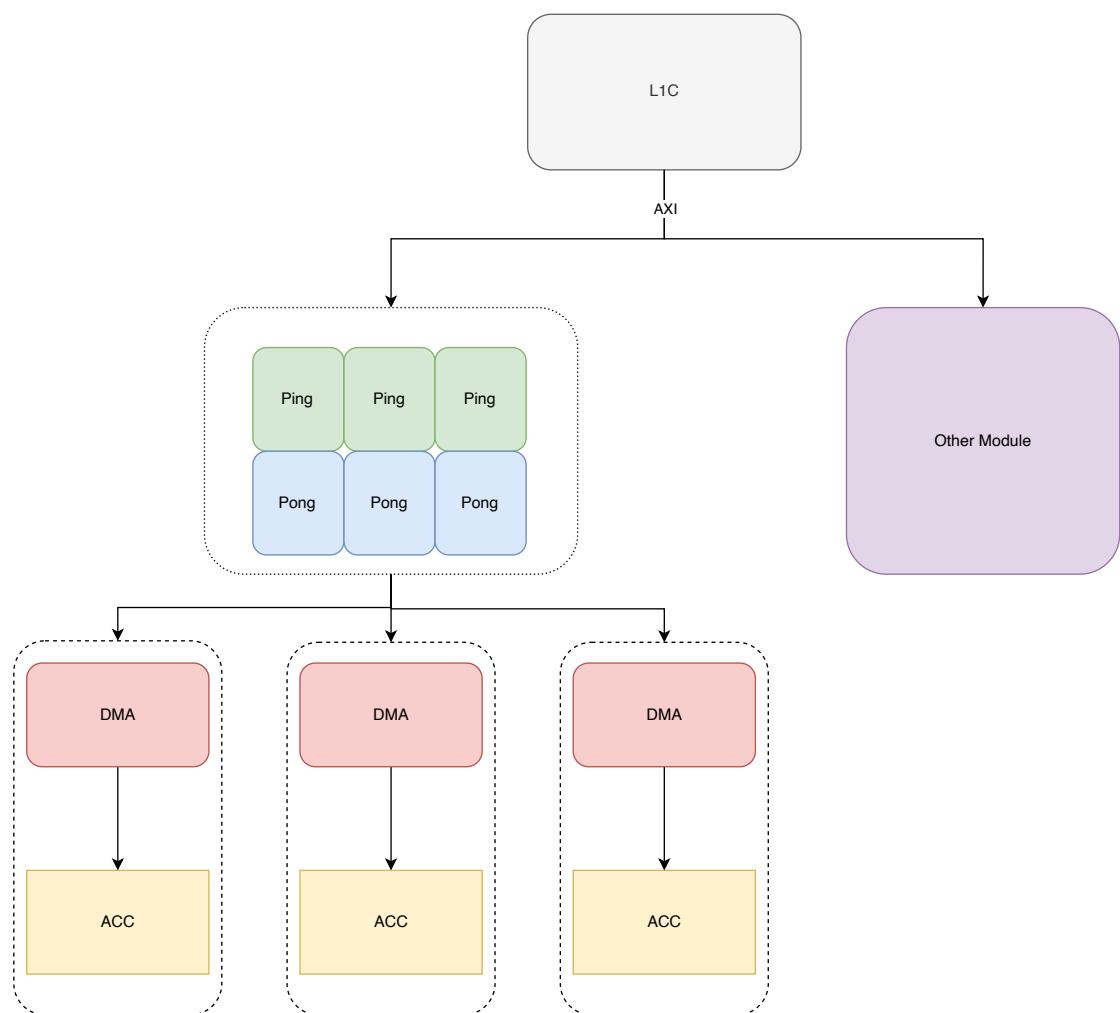 L1C
AXI
Ping Ping Ping
Other Module
Pong Pong Pong
DMA DMA DMA
ACC ACC ACC